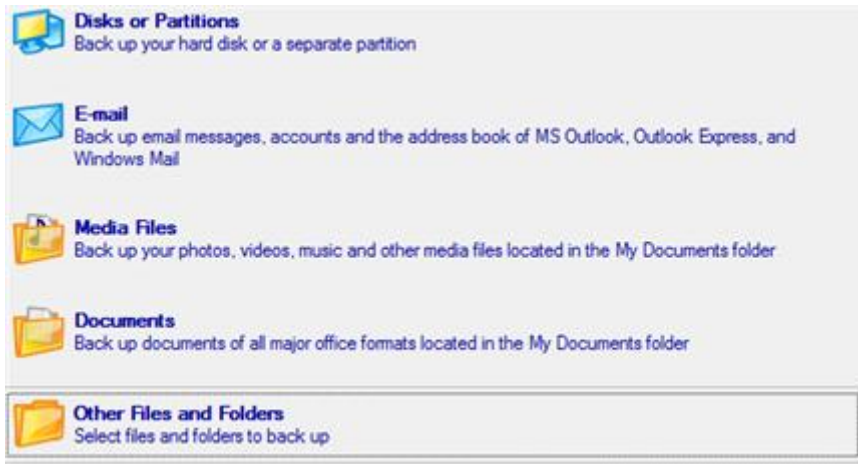 Disks or Partitions
Back up your hard disk or a separate partition
E-mail
Back up email messages, accounts and the address book of MS Outlook, Outlook Express, and
Windows Mail
Media Files
Back up your photos, videos, music and other media files located in the My Documents folder
Documents
Back up documents of all major office formats located in the My Documents folder
Other Files and Folders
Select files and folders to back up